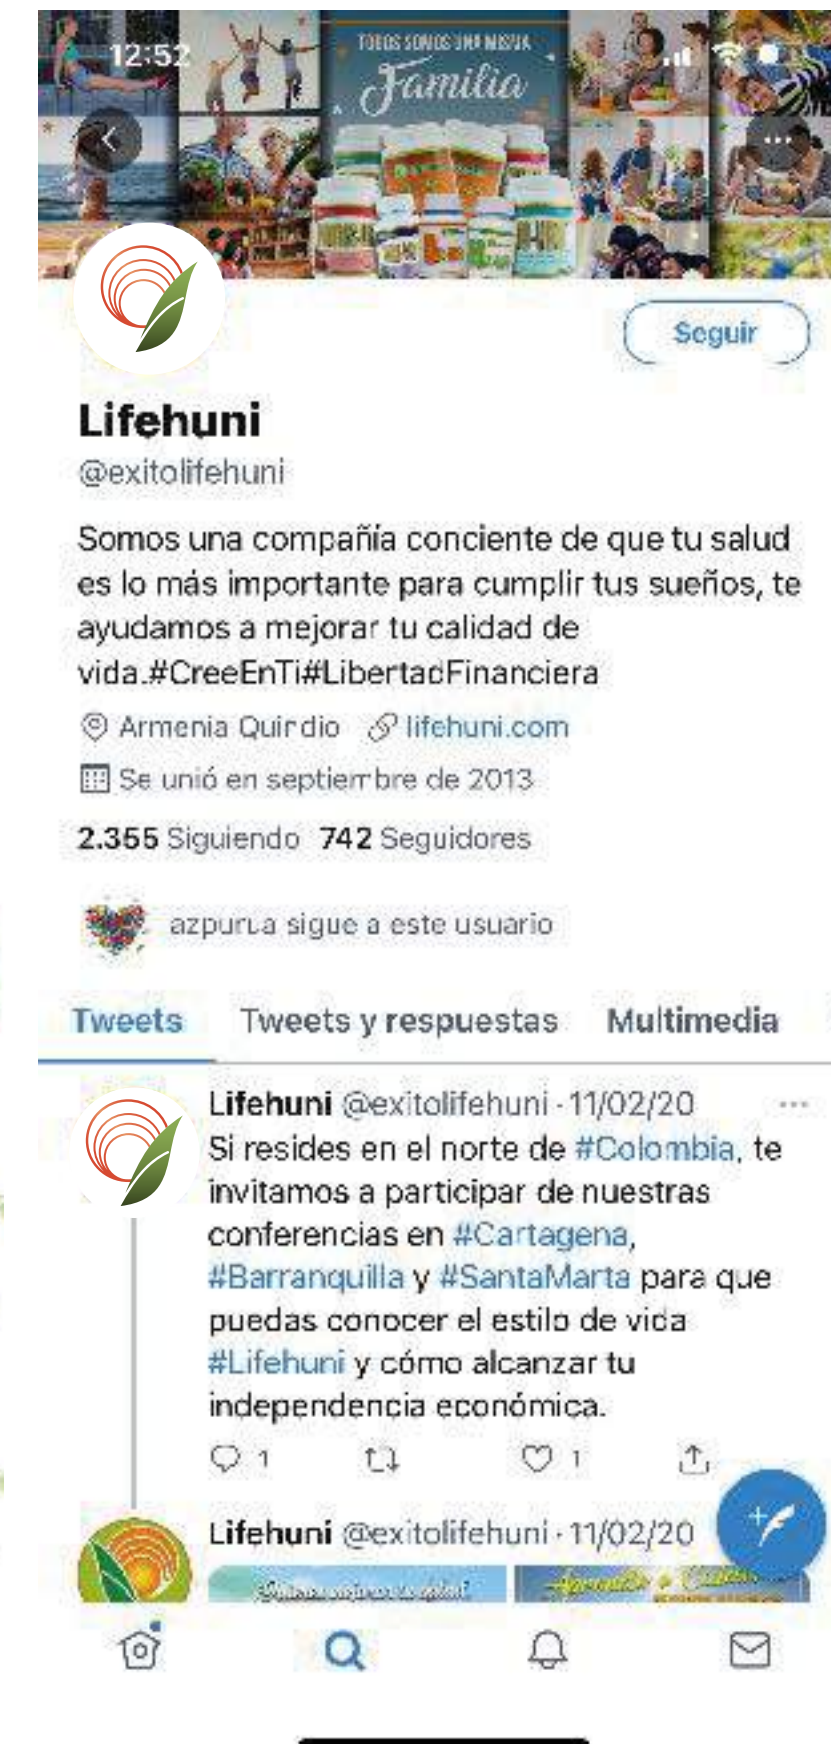 12:52
TODOS SOMOS UNA MISMA
Familia
Seguir
Lifehuni
@exitolifehuni
Somos una compañía conciente de que tu salud
es lo más importante para cumplir tus sueños, te
ayudamos a mejorar tu calidad de
vida.#CreeEnTi#LibertadFinanciera
Armenia Quindio lifehuni.com
Se unió en septiembre de 2013
2.355 Siguiendo 742 Seguidores
azpurua sigue a este usuario
Tweets Tweets y respuestas Multimedia
Lifehuni @exitolifehuni · 11/02/20
Si resides en el norte de #Colombia, te
invitamos a participar de nuestras
conferencias en #Cartagena,
#Barranquilla y #SantaMarta para que
puedas conocer el estilo de vida
#Lifehuni y cómo alcanzar tu
independencia económica.
1 1
Lifehuni @exitolifehuni · 11/02/20